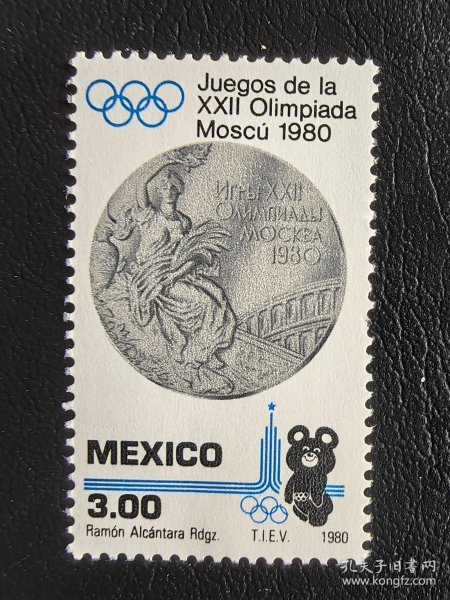 Juegos de la
XXII Olimpiada
Moscú 1980
ИГРЫ XXII
ОЛИМПИАДЫ
МОСКВА
1980
MEXICO
3.00
Ramón Alcántara Rdgz.
T.I.E.V.
1980
孔夫子旧书网
www.kongfz.com